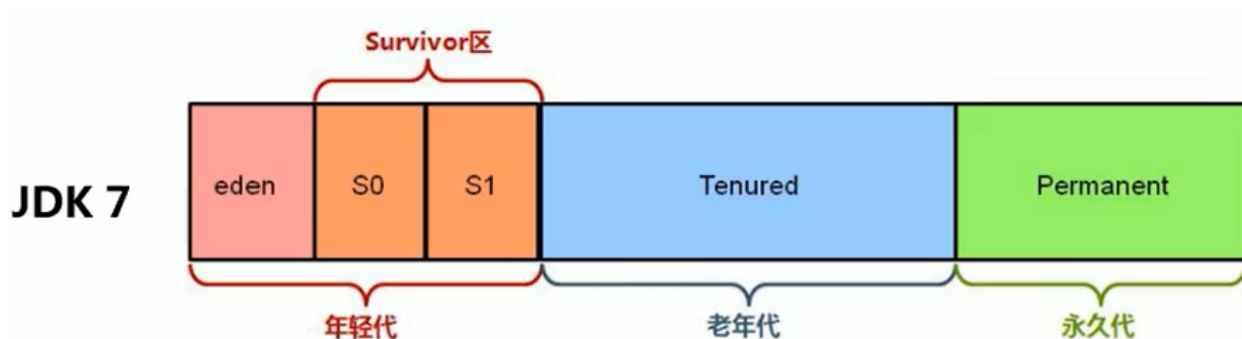 Survivor区
JDK 7
eden
S0
S1
Tenured
Permanent
年轻代
老年代
永久代